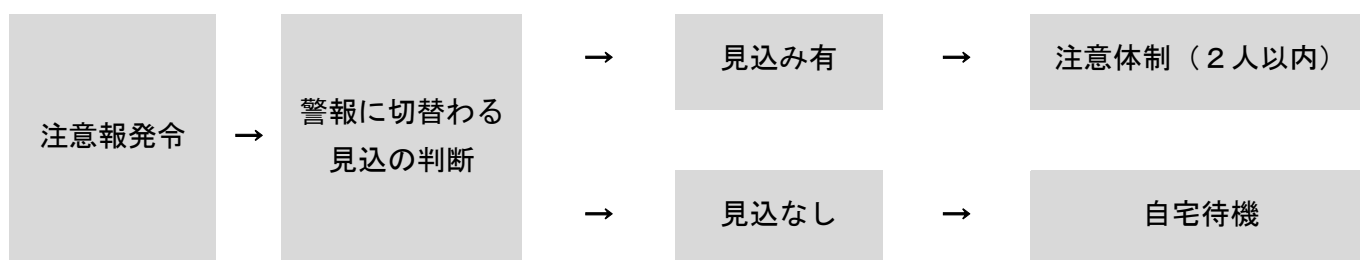 注意報発令
→
警報に切替わる
見込の判断
→
見込み有
→
注意体制（２人以内）
→
見込なし
→
自宅待機